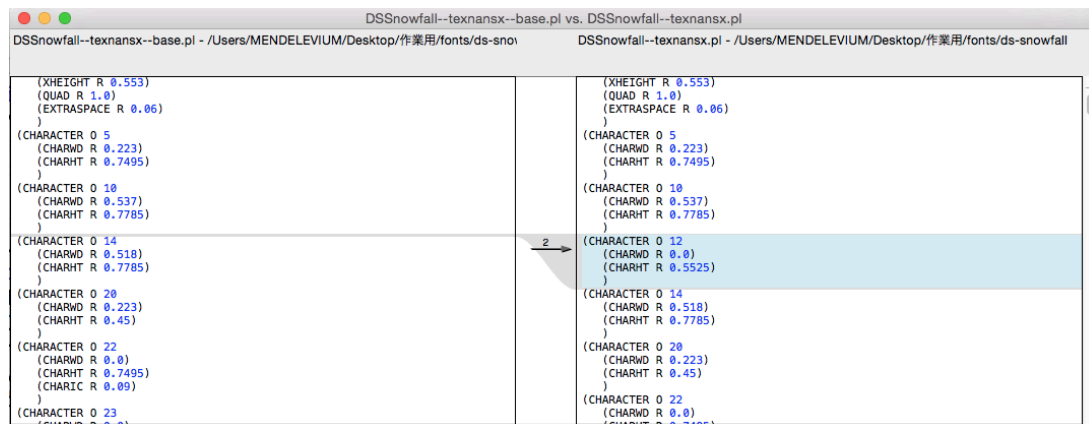 DSSnowfall--texnansx--base.pl vs. DSSnowfall--texnansx.pl
DSSnowfall--texnansx--base.pl - /Users/MENDELEVIUM/Desktop/作業用/fonts/ds-snov
(XHEIGHT R 0.553)
(QUAD R 1.0)
(EXTRASPACE R 0.06)
)
(CHARACTER O 5
(CHARWD R 0.223)
(CHARHT R 0.7495)
)
(CHARACTER O 10
(CHARWD R 0.537)
(CHARHT R 0.7785)
)
(CHARACTER O 14
(CHARWD R 0.518)
(CHARHT R 0.7785)
)
(CHARACTER O 20
(CHARWD R 0.223)
(CHARHT R 0.45)
)
(CHARACTER O 22
(CHARWD R 0.0)
(CHARHT R 0.7495)
(CHARIC R 0.09)
)
(CHARACTER O 23
2
DSSnowfall--texnansx.pl - /Users/MENDELEVIUM/Desktop/作業用/fonts/ds-snowfall
(XHEIGHT R 0.553)
(QUAD R 1.0)
(EXTRASPACE R 0.06)
)
(CHARACTER O 5
(CHARWD R 0.223)
(CHARHT R 0.7495)
)
(CHARACTER O 10
(CHARWD R 0.537)
(CHARHT R 0.7785)
)
(CHARACTER O 12
(CHARWD R 0.0)
(CHARHT R 0.5525)
)
(CHARACTER O 14
(CHARWD R 0.518)
(CHARHT R 0.7785)
)
(CHARACTER O 20
(CHARWD R 0.223)
(CHARHT R 0.45)
)
(CHARACTER O 22
(CHARWD R 0.0)